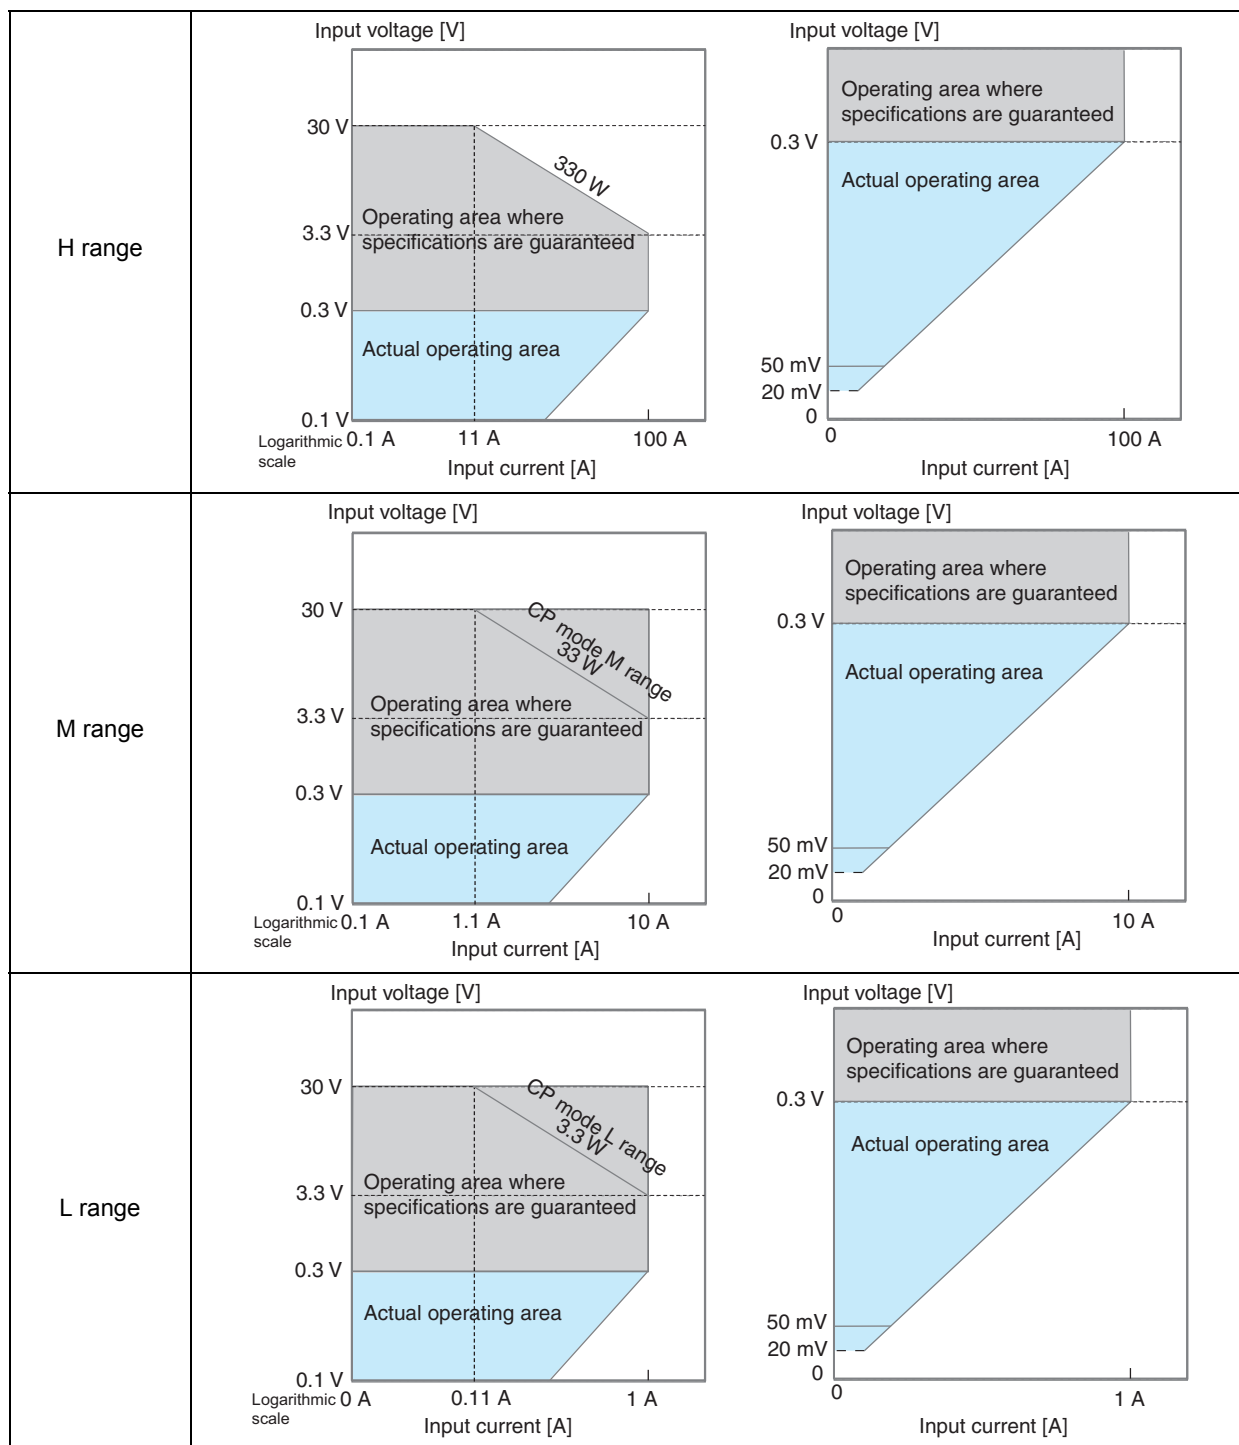 H range
Input voltage [V]
30 V
330 W
Operating area where
specifications are guaranteed
3.3 V
0.3 V
Actual operating area
0.1 V
Logarithmic
scale
0.1 A
11 A
100 A
Input current [A]
Input voltage [V]
Operating area where
specifications are guaranteed
0.3 V
Actual operating area
50 mV
20 mV
0
0
100 A
Input current [A]
M range
Input voltage [V]
30 V
CP mode M range
33 W
Operating area where
specifications are guaranteed
3.3 V
0.3 V
Actual operating area
0.1 V
Logarithmic
scale
0.1 A
1.1 A
10 A
Input current [A]
Input voltage [V]
Operating area where
specifications are guaranteed
0.3 V
Actual operating area
50 mV
20 mV
0
0
10 A
Input current [A]
L range
Input voltage [V]
30 V
CP mode L range
3.3 W
Operating area where
specifications are guaranteed
3.3 V
0.3 V
Actual operating area
0.1 V
Logarithmic
scale
0 A
0.11 A
1 A
Input current [A]
Input voltage [V]
Operating area where
specifications are guaranteed
0.3 V
Actual operating area
50 mV
20 mV
0
0
1 A
Input current [A]